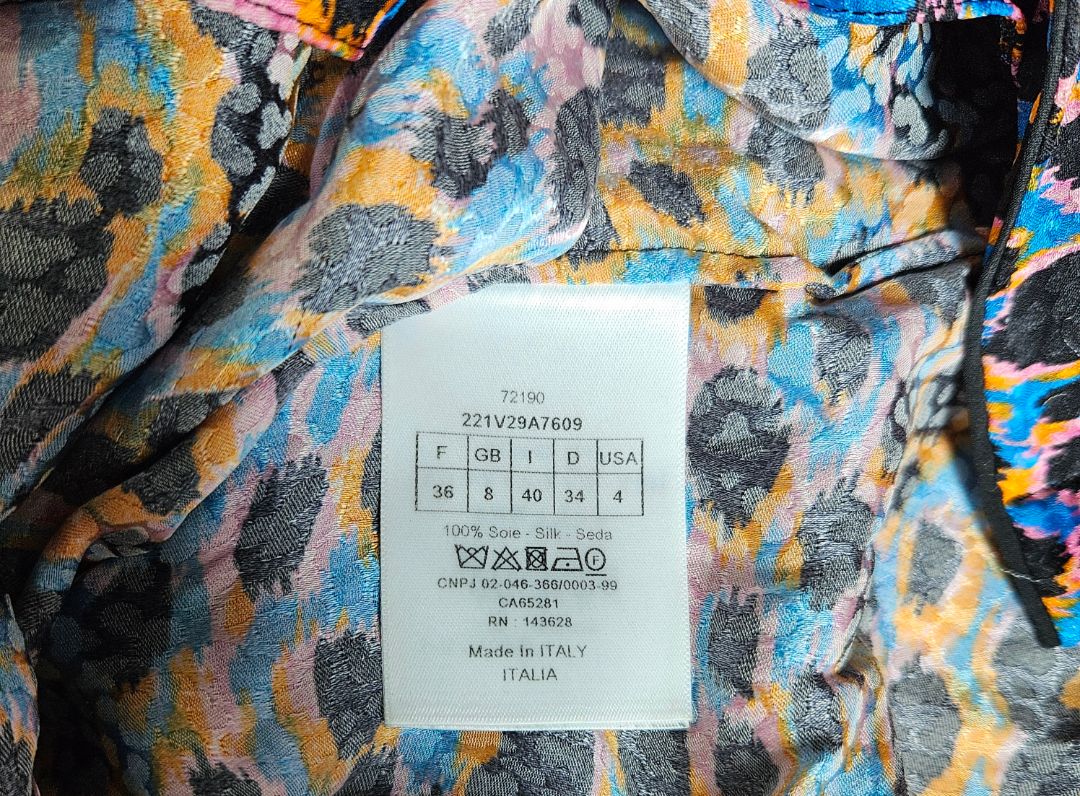 72190
221V29A7609
F GB I D USA
36 8 40 34 4
100% Soie - Silk - Seda
F
CNPJ 02-046-366/0003-99
CA65281
RN : 143628
Made In ITALY
ITALIA